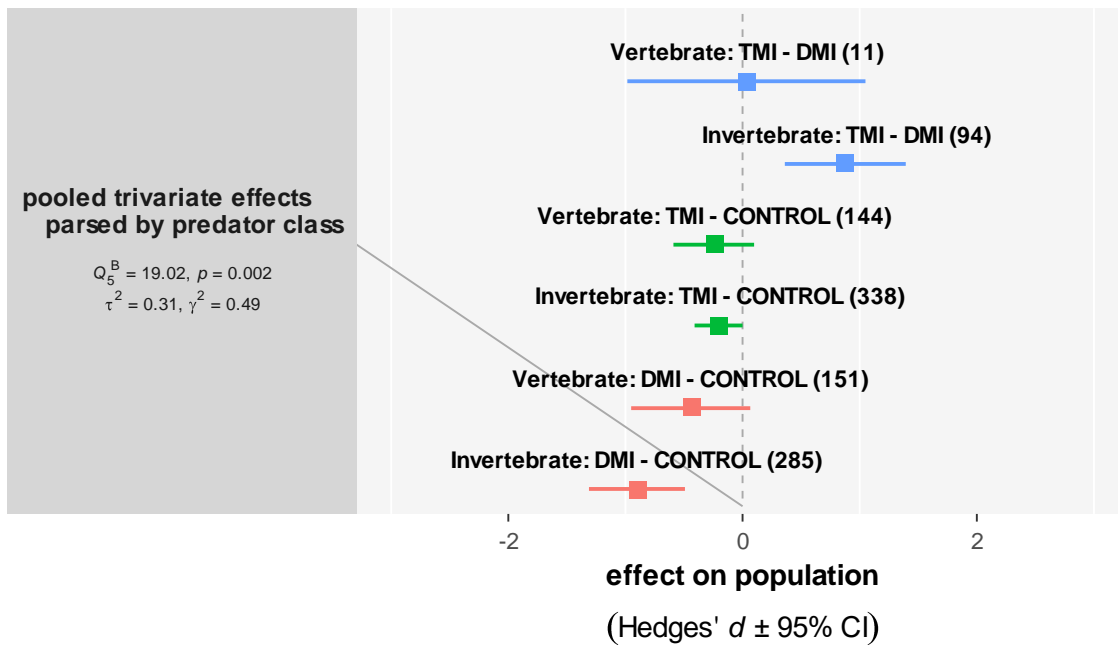 Vertebrate: TMI - DMI (11)
Invertebrate: TMI - DMI (94)
pooled trivariate effects
parsed by predator class
Q₅ᴮ = 19.02, p = 0.002
τ² = 0.31, γ² = 0.49
Vertebrate: TMI - CONTROL (144)
Invertebrate: TMI - CONTROL (338)
Vertebrate: DMI - CONTROL (151)
Invertebrate: DMI - CONTROL (285)
-2 0 2
effect on population
(Hedges' d ± 95% CI)